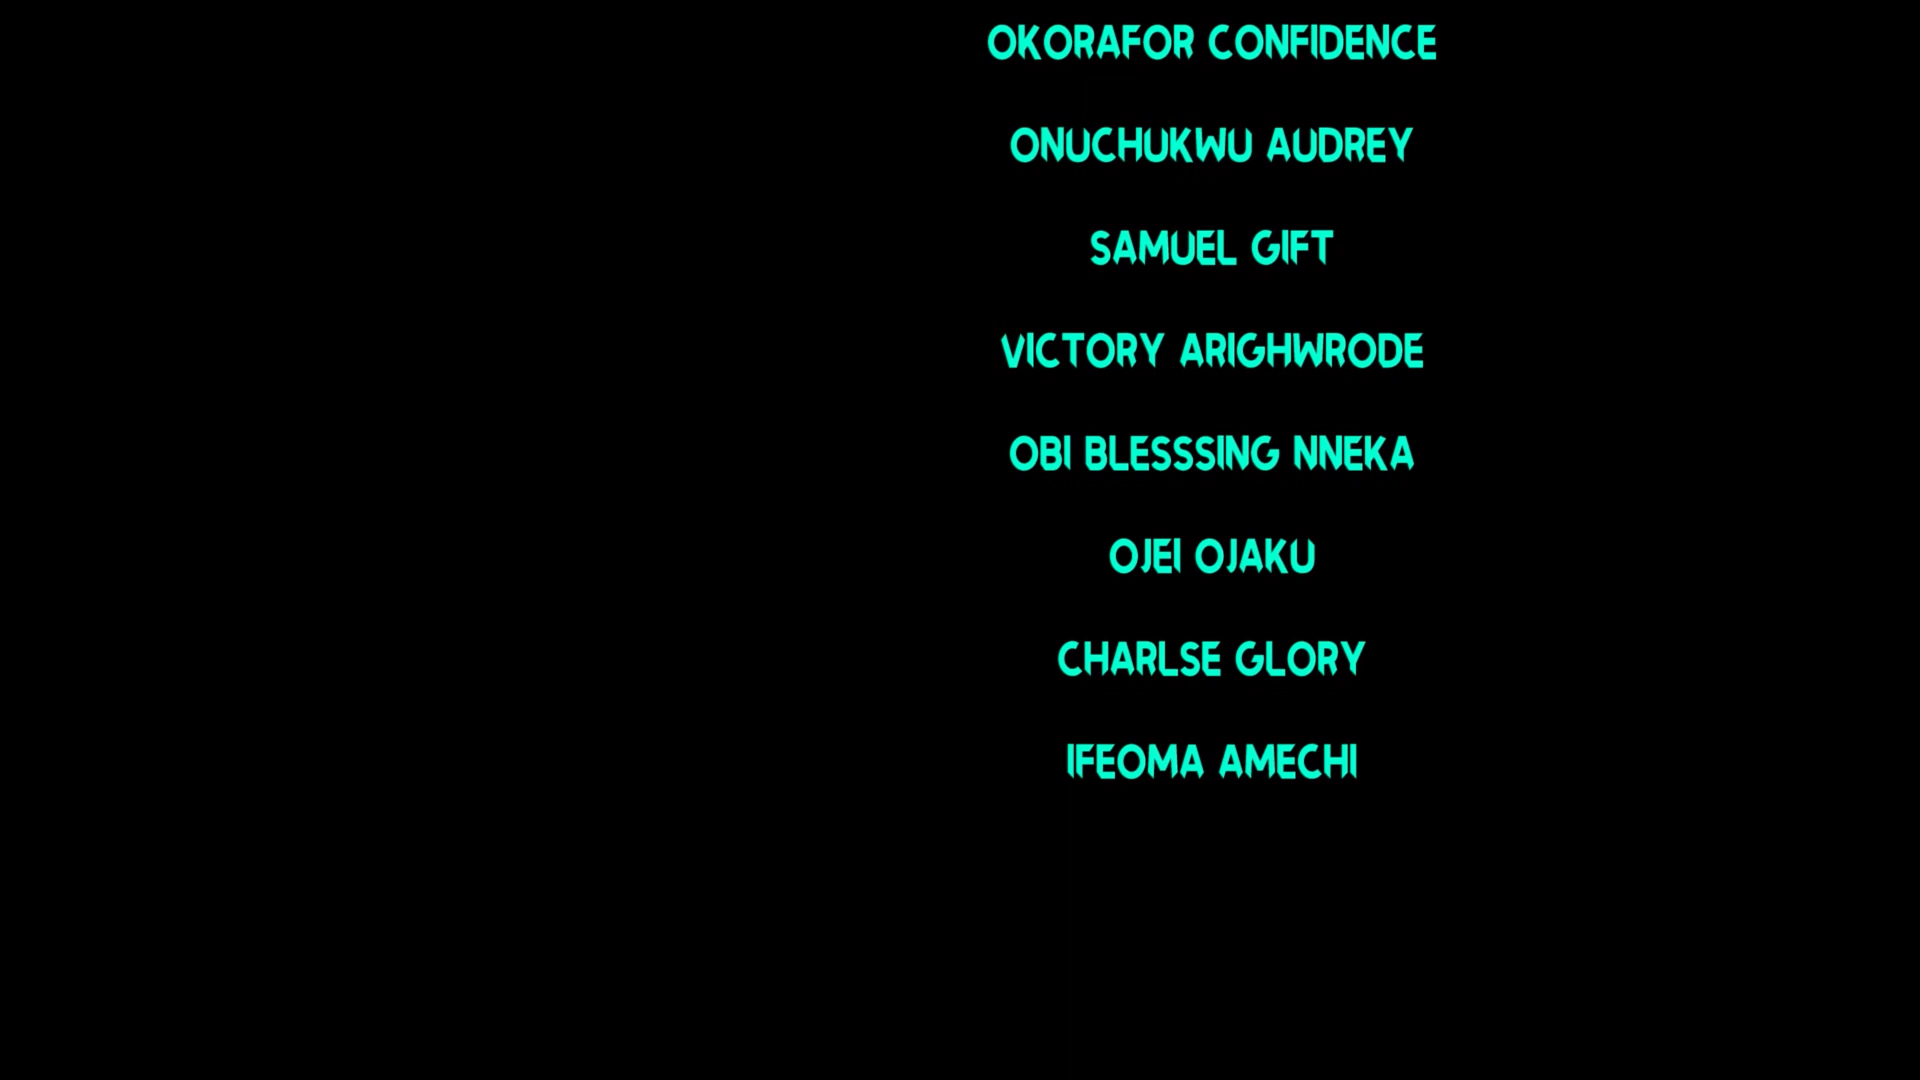 OKORAFOR CONFIDENCE
ONUCHUKWU AUDREY
SAMUEL GIFT
VICTORY ARIGHWRODE
OBI BLESSSING NNEKA
OJEI OJAKU
CHARLSE GLORY
IFEOMA AMECHI